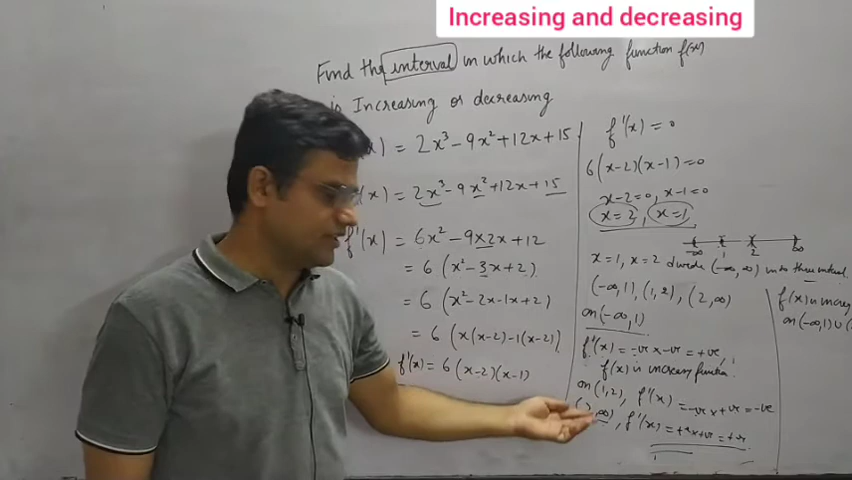 Increasing and decreasing
Find the interval in which the following function f(x)
is Increasing or decreasing
x) = 2x³ - 9x² + 12x + 15
(x) = 2x³ - 9x² + 12x + 15
f'(x) = 6x² - 9x2x + 12
= 6(x² - 3x + 2)
= 6(x² - 2x - 1x + 2)
= 6(x(x-2) - 1(x-2))
f'(x) = 6(x-2)(x-1)
f'(x) = 0
6(x-2)(x-1) = 0
x-2=0, x-1=0
x=2, x=1,
-∞ 1 2 ∞
x=1, x=2 divide (-∞, ∞) into three interval
(-∞,1), (1,2), (2,∞)
on (-∞,1)
f'(x) = -ve x -ve = +ve,
f(x) is increasing function.
on (1,2), f'(x) = -ve x +ve = -ve
(2,∞), f'(x) = +ve x +ve = +ve
f(x) is increasing
on (-∞,1) ∪ (